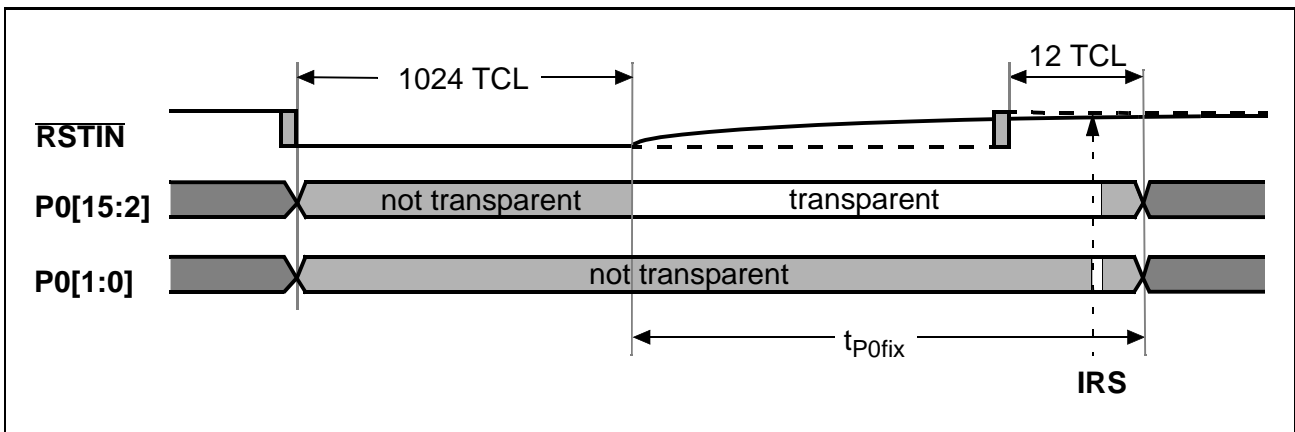 12 TCL
1024 TCL
RSTIN
P0[15:2]
not transparent
transparent
P0[1:0]
not transparent
tP0fix
IRS